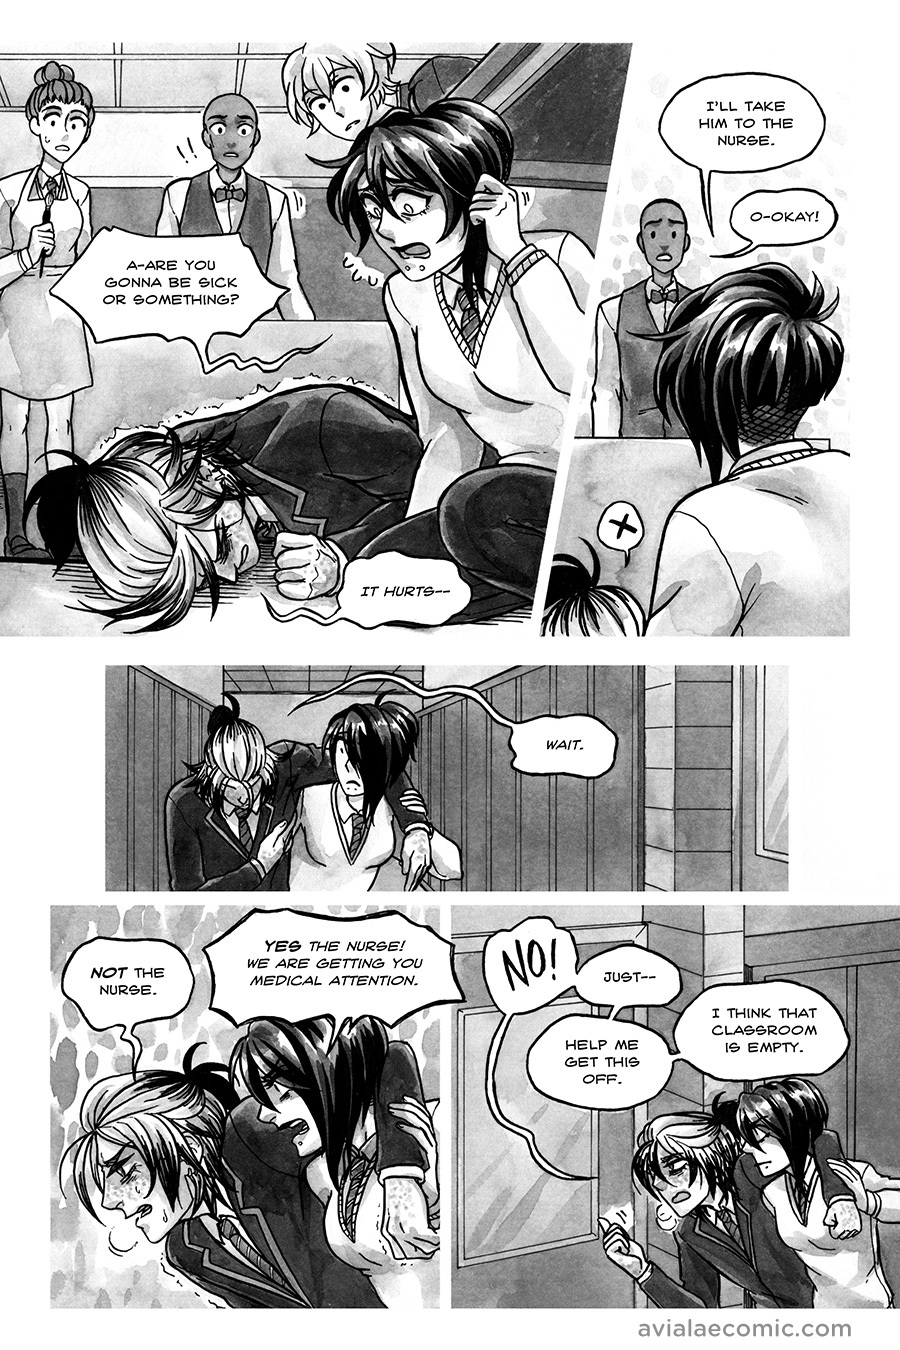 A-ARE YOU
GONNA BE SICK
OR SOMETHING?
IT HURTS--
I'LL TAKE
HIM TO THE
NURSE.
O-OKAY!
WAIT.
NOT THE
NURSE.
YES THE NURSE!
WE ARE GETTING YOU
MEDICAL ATTENTION.
NO!
JUST--
HELP ME
GET THIS
OFF.
I THINK THAT
CLASSROOM
IS EMPTY.
avialaecomic.com